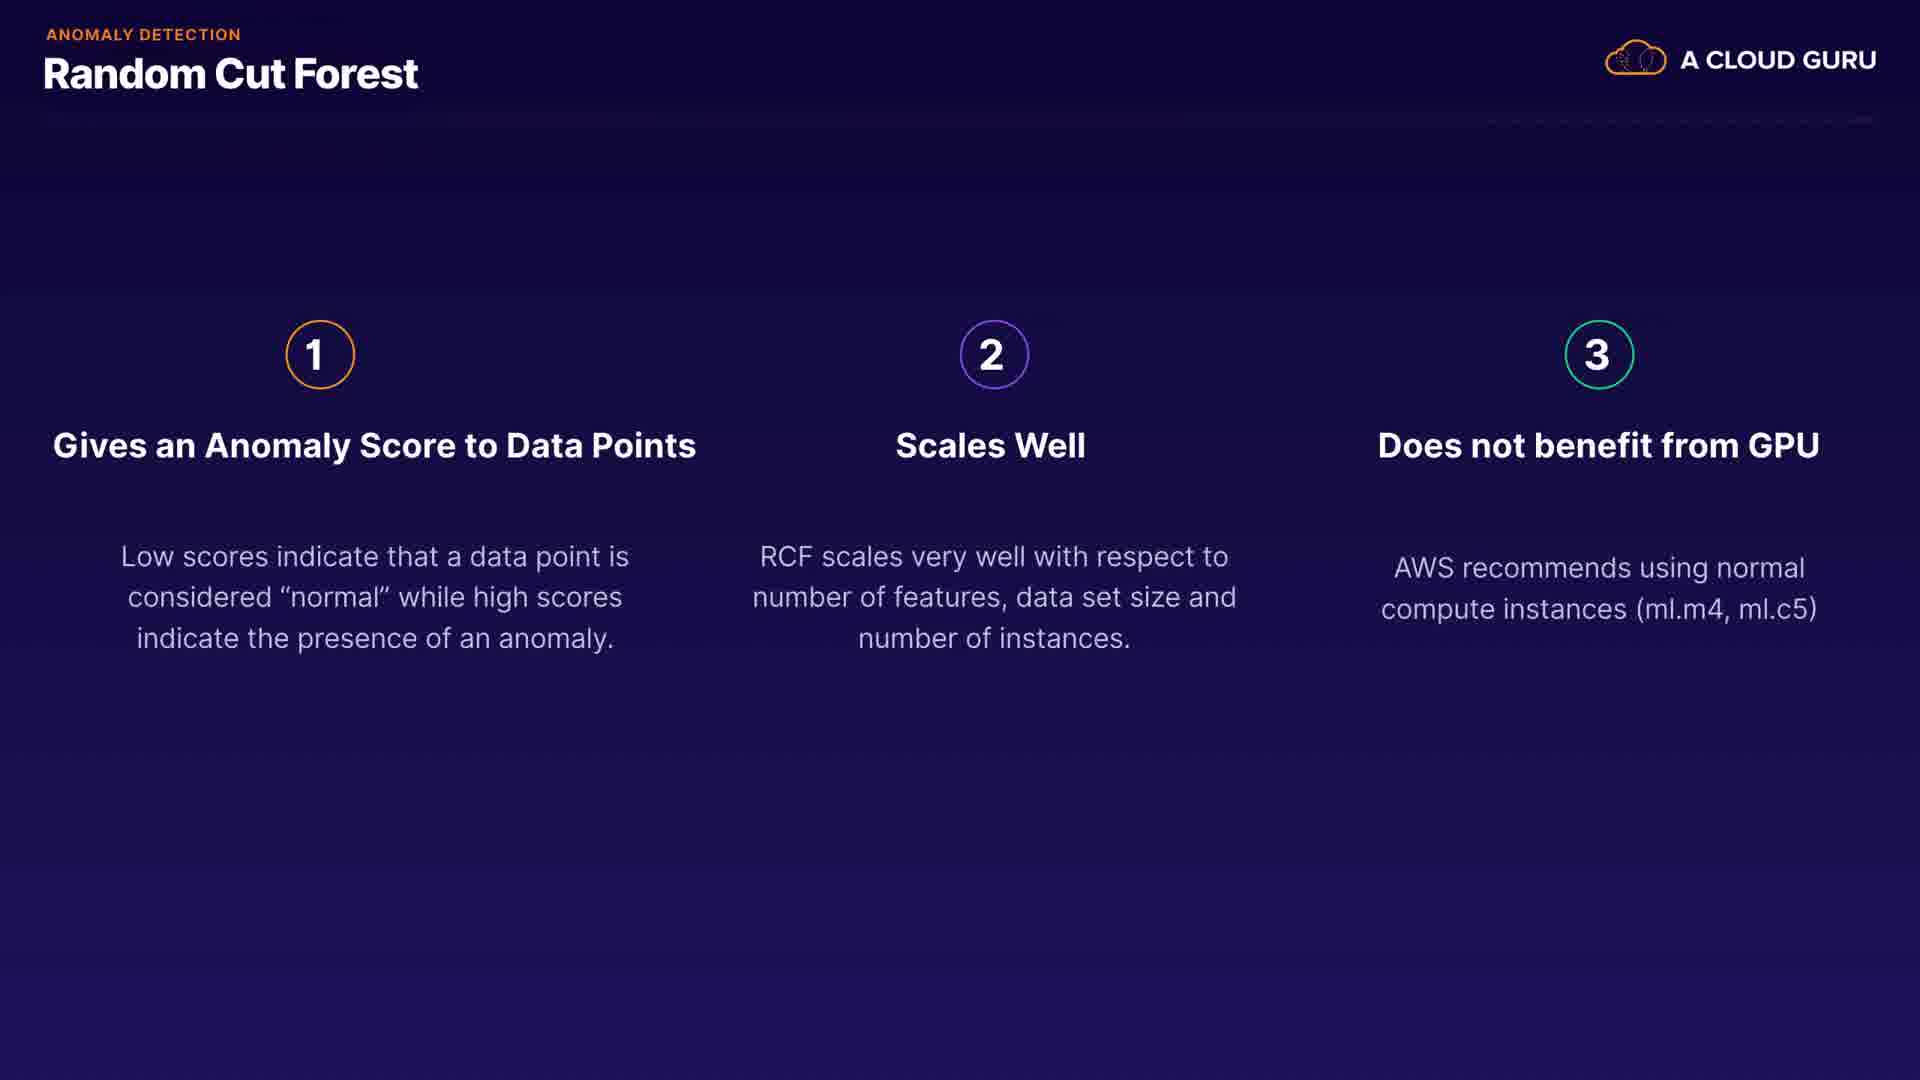 ANOMALY DETECTION
Random Cut Forest
A CLOUD GURU
1
Gives an Anomaly Score to Data Points
Low scores indicate that a data point is
considered “normal” while high scores
indicate the presence of an anomaly.
2
Scales Well
RCF scales very well with respect to
number of features, data set size and
number of instances.
3
Does not benefit from GPU
AWS recommends using normal
compute instances (ml.m4, ml.c5)